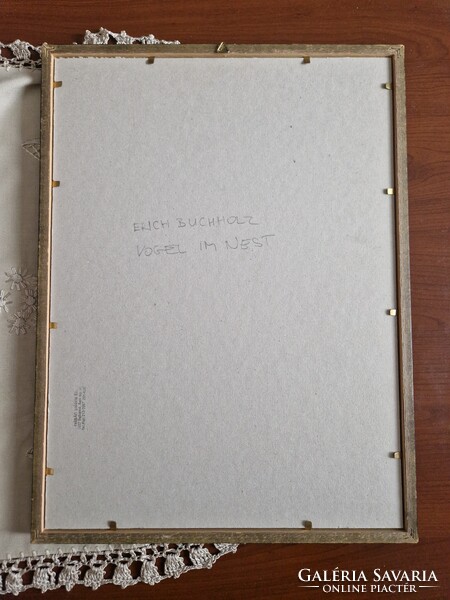 ERICH BUCHHOLZ
VOGEL IM NEST
GALÉRIA SAVARIA
ONLINE PIACTÉR